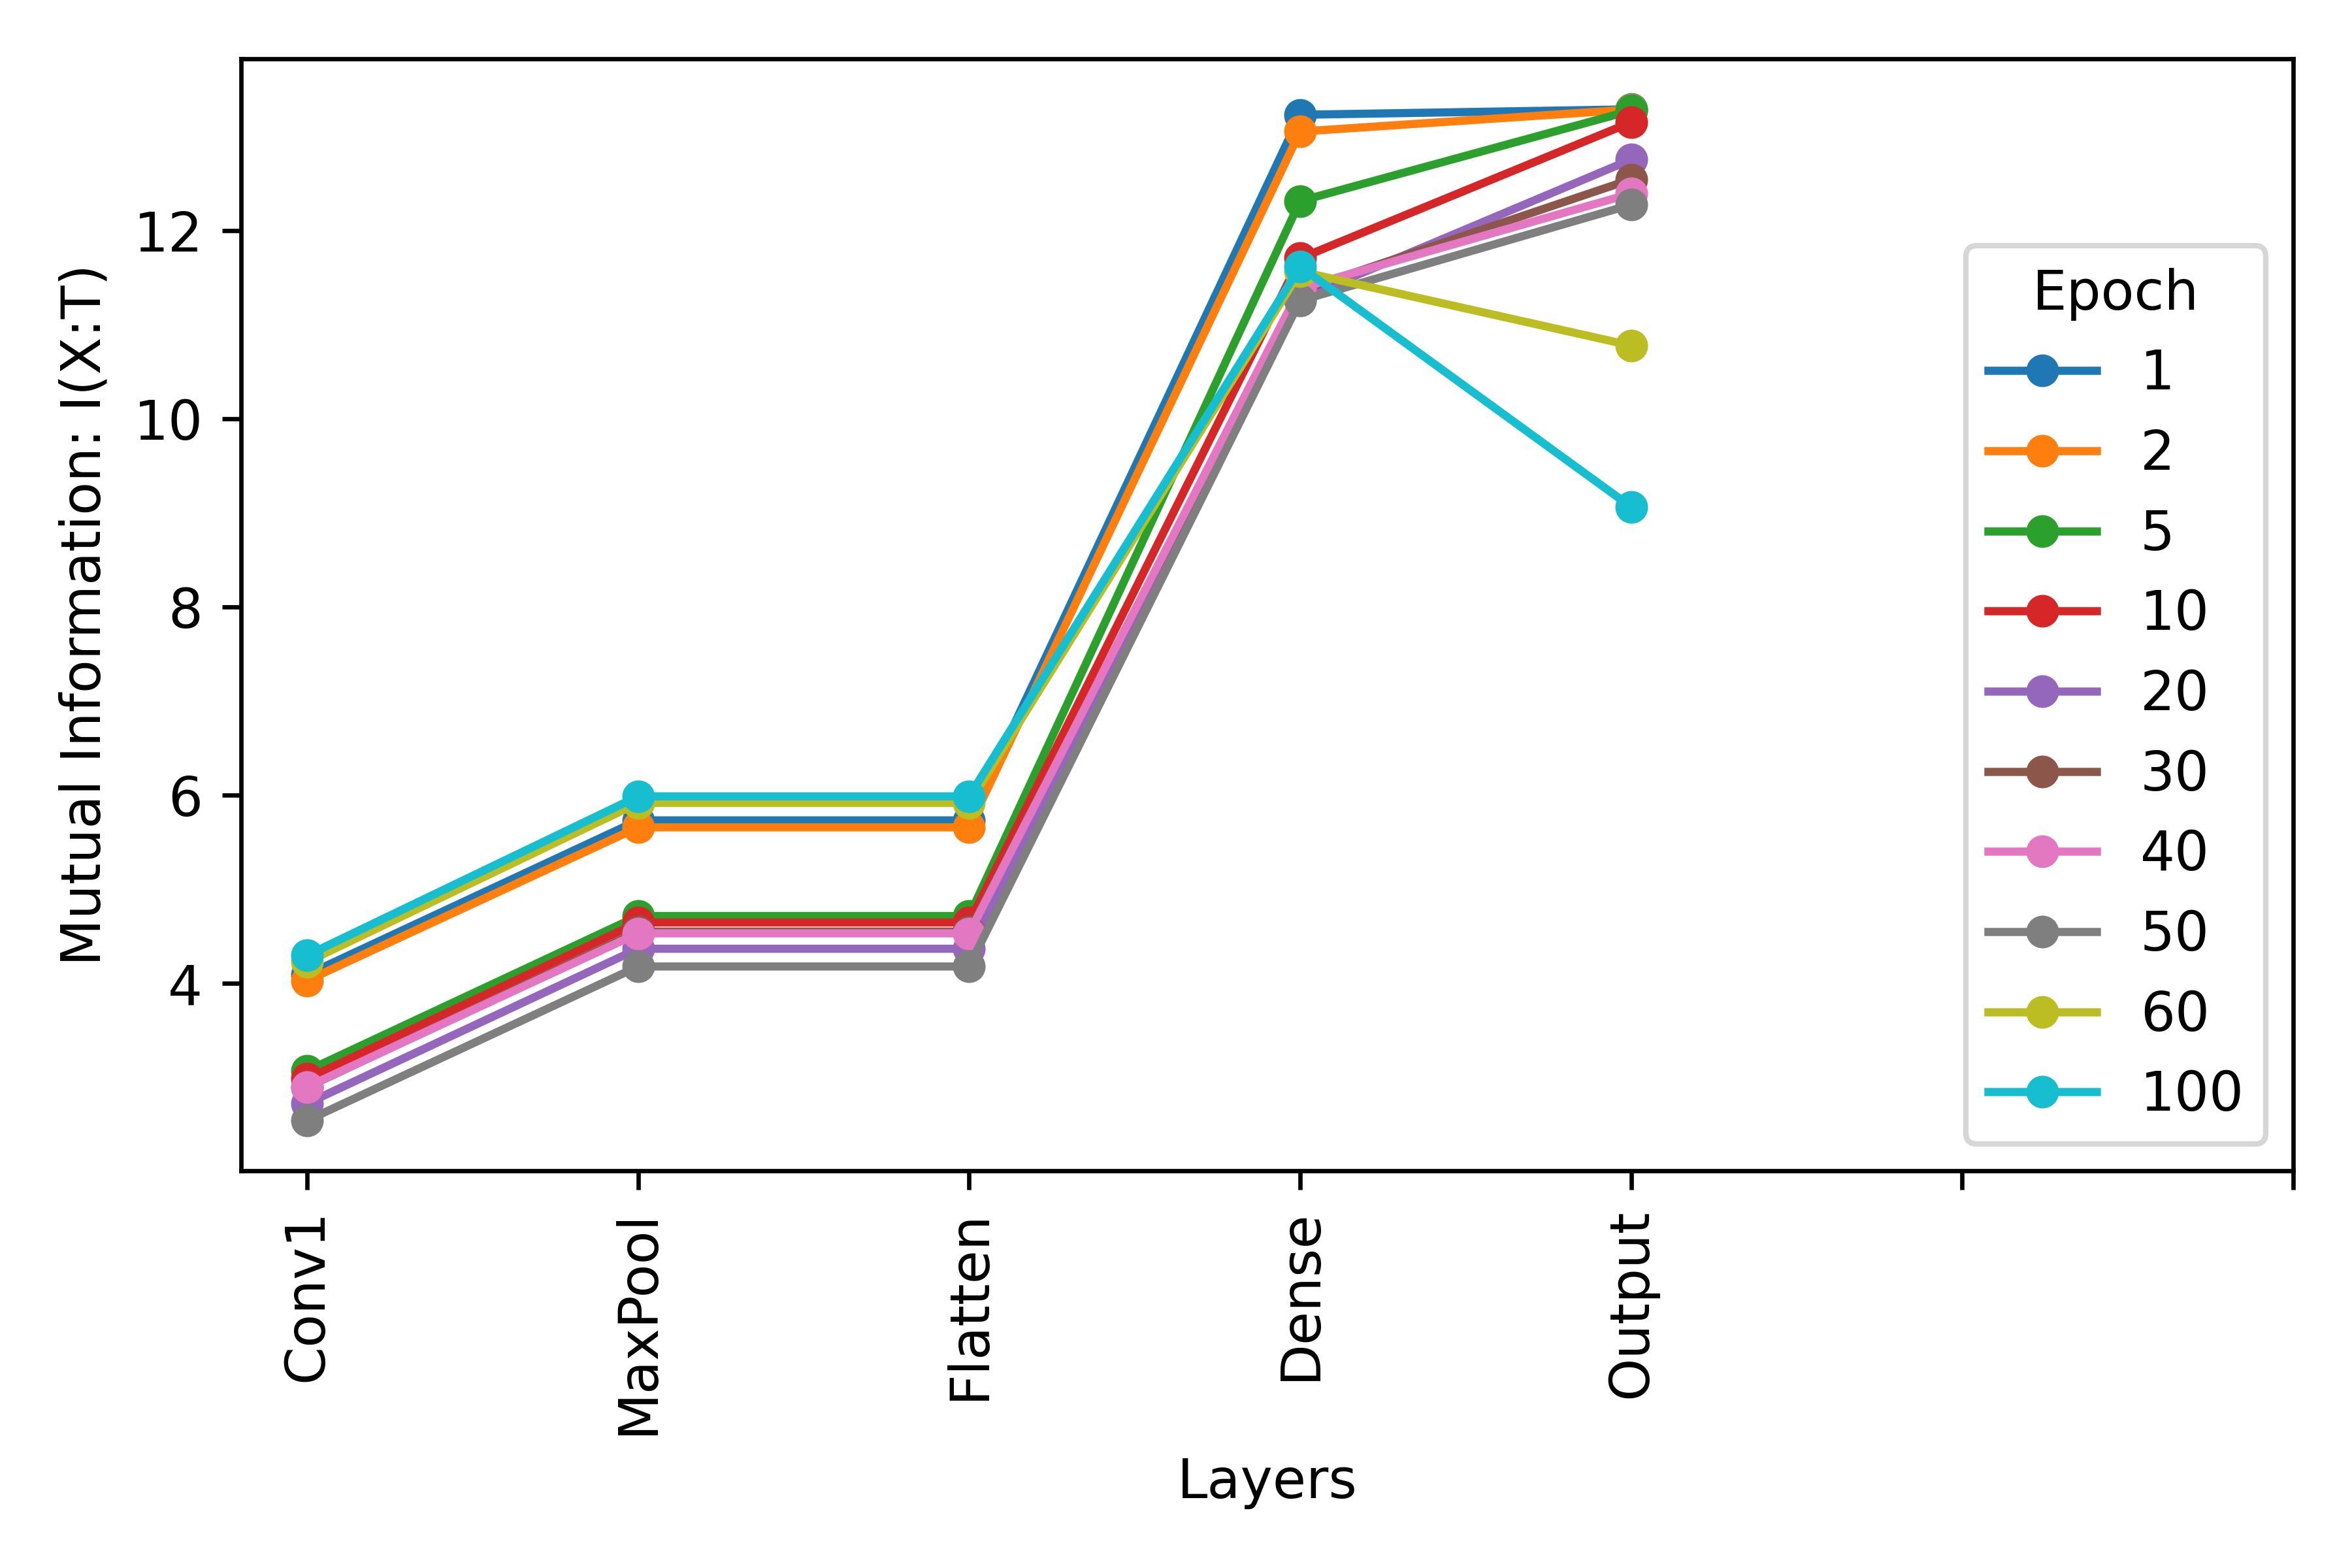 Mutual Information: I(X:T)
12
10
8
6
4
Epoch
1
2
5
10
20
30
40
50
60
100
Conv1
MaxPool
Flatten
Dense
Output
Layers